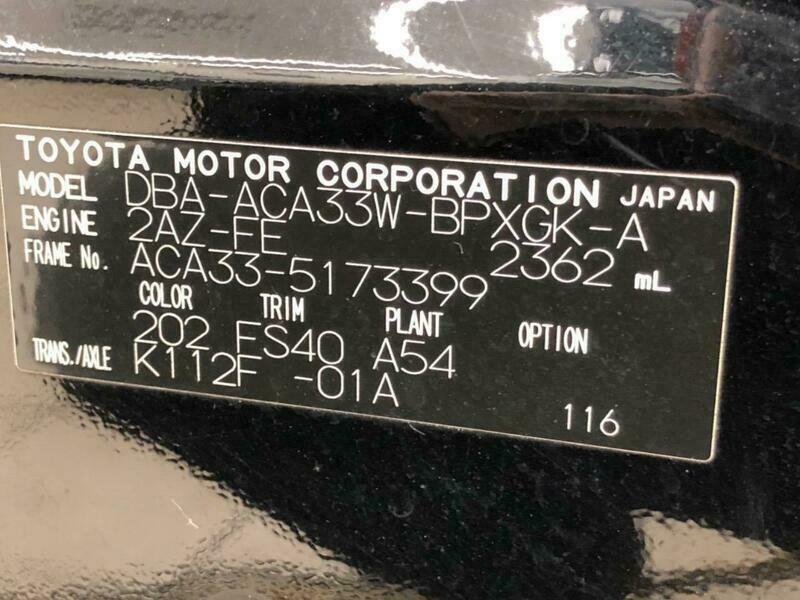 TOYOTA MOTOR CORPORATION JAPAN
MODEL DBA-ACA33W-BPXGK-A
ENGINE 2AZ-FE 2362 mL
FRAME No. ACA33-5173399
COLOR TRIM PLANT OPTION
202 FS40 A54
TRANS./AXLE K112F -01A
116